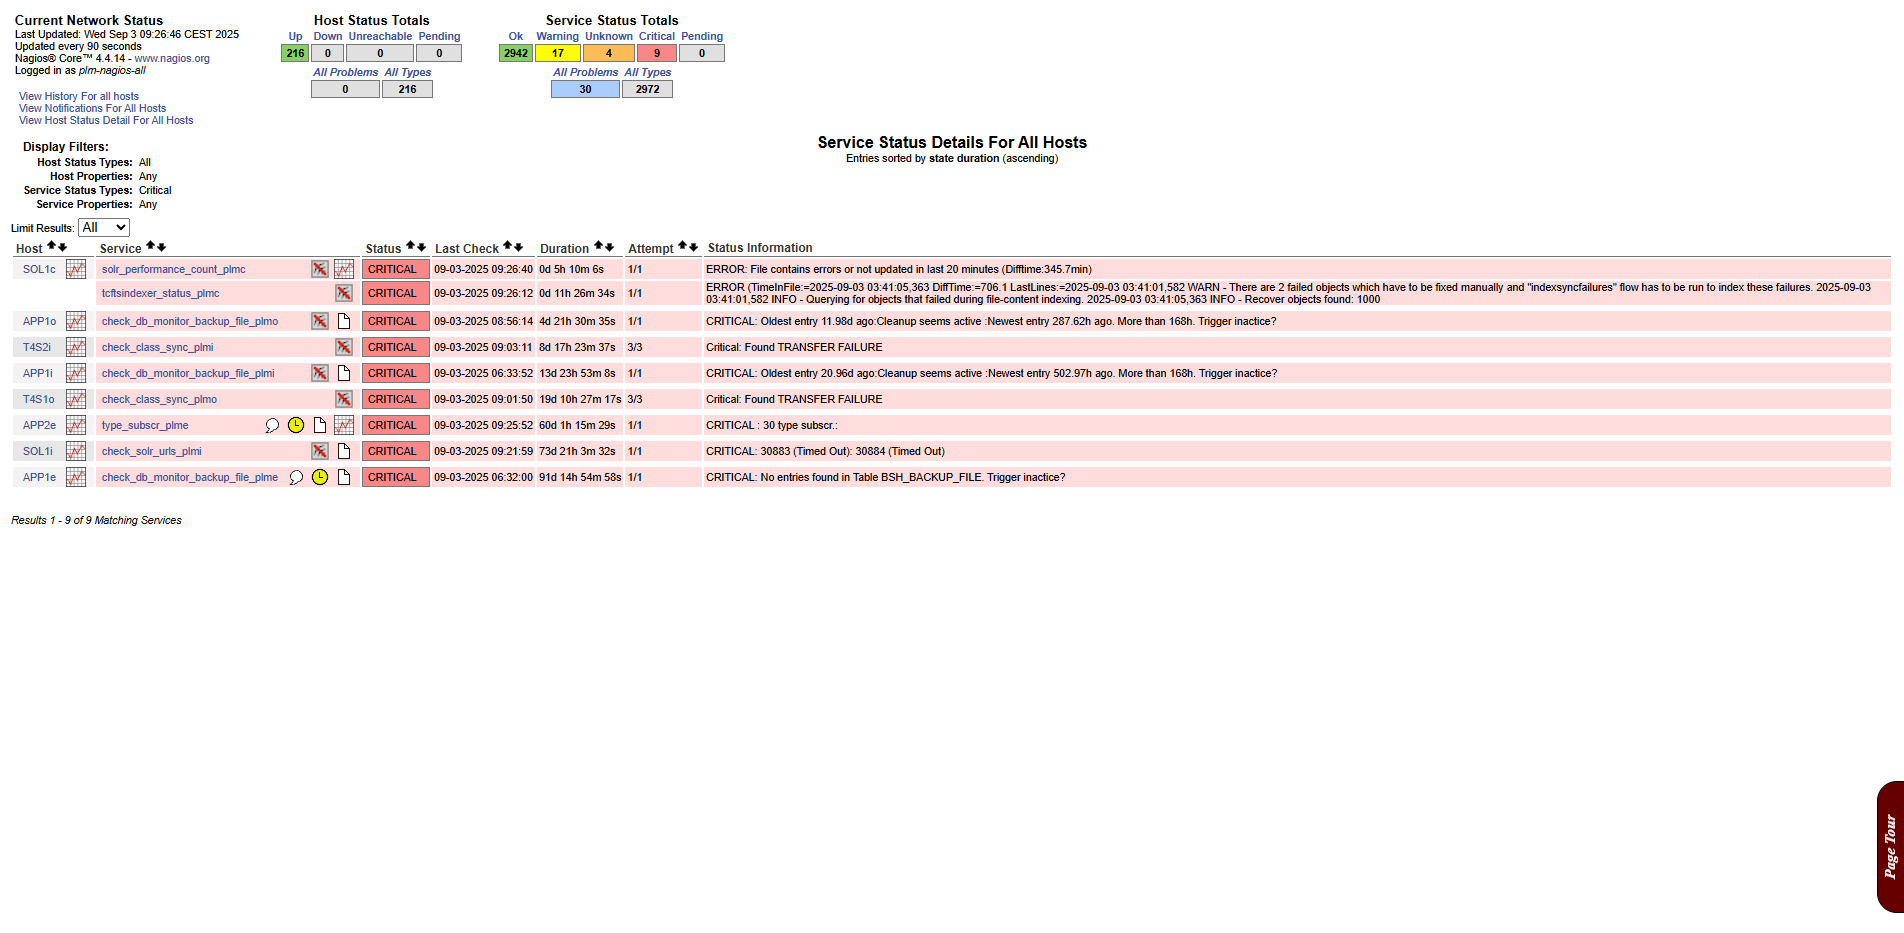 Current Network Status
Last Updated: Wed Sep 3 09:26:46 CEST 2025
Updated every 90 seconds
Nagios® Core™ 4.4.14 - www.nagios.org
Logged in as plm-nagios-all
View History For all hosts
View Notifications For All Hosts
View Host Status Detail For All Hosts
Host Status Totals
Up Down Unreachable Pending
216 0 0 0
All Problems All Types
0 216
Service Status Totals
Ok Warning Unknown Critical Pending
2942 17 4 9 0
All Problems All Types
30 2972
Display Filters:
Host Status Types: All
Host Properties: Any
Service Status Types: Critical
Service Properties: Any
Service Status Details For All Hosts
Entries sorted by state duration (ascending)
Limit Results: All
Host Service Status Last Check Duration Attempt Status Information
SOL1c solr_performance_count_plmc CRITICAL 09-03-2025 09:26:40 0d 5h 10m 6s 1/1 ERROR: File contains errors or not updated in last 20 minutes (Difftime:345.7min)
tcftsindexer_status_plmc CRITICAL 09-03-2025 09:26:12 0d 11h 26m 34s 1/1 ERROR (TimeInFile:=2025-09-03 03:41:05,363 DiffTime:=706.1 LastLines:=2025-09-03 03:41:01,582 WARN - There are 2 failed objects which have to be fixed manually and "indexsyncfailures" flow has to be run to index these failures. 2025-09-03
03:41:01,582 INFO - Querying for objects that failed during file-content indexing. 2025-09-03 03:41:05,363 INFO - Recover objects found: 1000
APP1o check_db_monitor_backup_file_plmo CRITICAL 09-03-2025 08:56:14 4d 21h 30m 35s 1/1 CRITICAL: Oldest entry 11.98d ago:Cleanup seems active :Newest entry 287.62h ago. More than 168h. Trigger inactice?
T4S2i check_class_sync_plmi CRITICAL 09-03-2025 09:03:11 8d 17h 23m 37s 3/3 Critical: Found TRANSFER FAILURE
APP1i check_db_monitor_backup_file_plmi CRITICAL 09-03-2025 06:33:52 13d 23h 53m 8s 1/1 CRITICAL: Oldest entry 20.96d ago:Cleanup seems active :Newest entry 502.97h ago. More than 168h. Trigger inactice?
T4S1o check_class_sync_plmo CRITICAL 09-03-2025 09:01:50 19d 10h 27m 17s 3/3 Critical: Found TRANSFER FAILURE
APP2e type_subscr_plme CRITICAL 09-03-2025 09:25:52 60d 1h 15m 29s 1/1 CRITICAL : 30 type subscr.:
SOL1i check_solr_urls_plmi CRITICAL 09-03-2025 09:21:59 73d 21h 3m 32s 1/1 CRITICAL: 30883 (Timed Out): 30884 (Timed Out)
APP1e check_db_monitor_backup_file_plme CRITICAL 09-03-2025 06:32:00 91d 14h 54m 58s 1/1 CRITICAL: No entries found in Table BSH_BACKUP_FILE. Trigger inactice?
Results 1 - 9 of 9 Matching Services
Page Tour